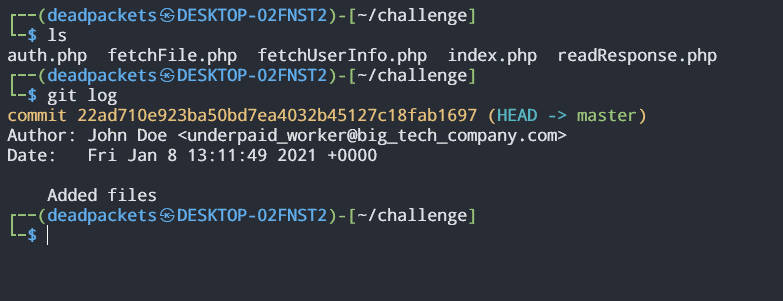 ┌──(deadpackets㉿DESKTOP-02FNST2)-[~/challenge]
└─$ ls
auth.php  fetchFile.php  fetchUserInfo.php  index.php  readResponse.php
┌──(deadpackets㉿DESKTOP-02FNST2)-[~/challenge]
└─$ git log
commit 22ad710e923ba50bd7ea4032b45127c18fab1697 (HEAD -> master)
Author: John Doe <underpaid_worker@big_tech_company.com>
Date:   Fri Jan 8 13:11:49 2021 +0000
    Added files
┌──(deadpackets㉿DESKTOP-02FNST2)-[~/challenge]
└─$